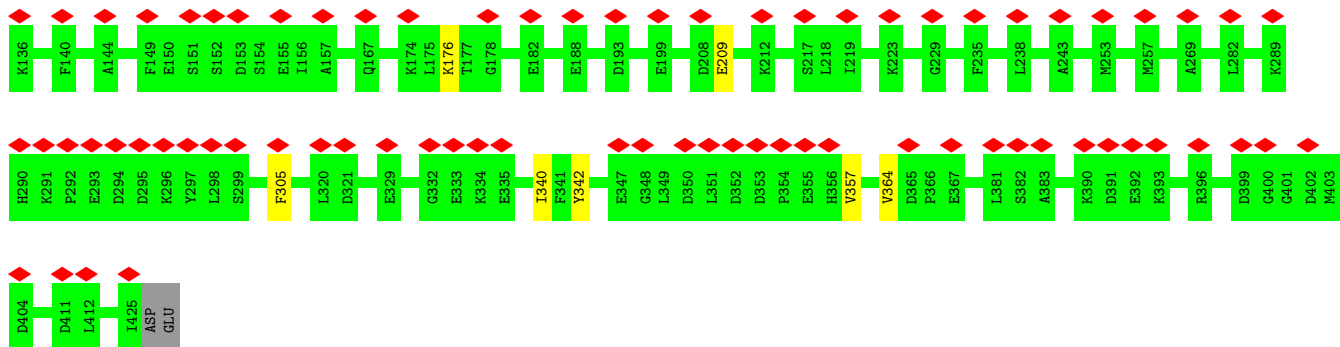 K136 F140 A144 F149 E150 S151 S152 D153 S154 E155 I156 A157 Q167 K174 L175 K176 T177 G178 E182 E188 D193 E199 D208 E209 K212 S217 L218 I219 K223 G229 F235 L238 A243 M253 M257 A269 L282 K289
H290 K291 P292 E293 D294 D295 K296 Y297 L298 S299 F305 L320 D321 E329 G332 E333 K334 E335 I340 F341 Y342 E347 G348 L349 D350 L351 D352 D353 P354 E355 H356 V357 V364 D365 P366 E367 L381 S382 A383 K390 D391 E392 K393 R396 D399 G400 G401 D402 M403
D404 D411 L412 I425 ASP GLU